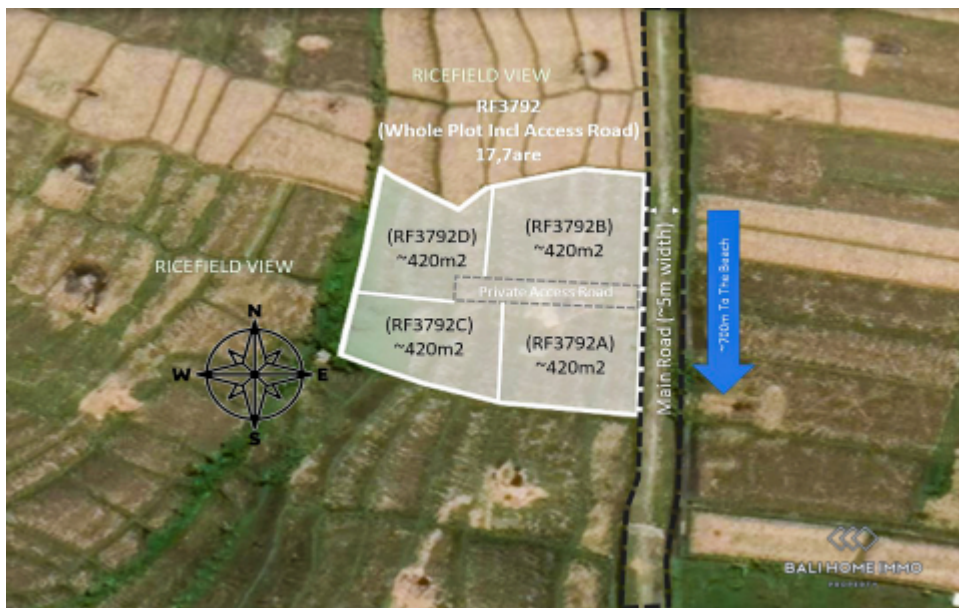 RICEFIELD VIEW
RF3792
(Whole Plot Incl Access Road)
17,7are
(RF3792D)
~420m2
(RF3792B)
~420m2
RICEFIELD VIEW
Private Access Road
(RF3792C)
~420m2
(RF3792A)
~420m2
Main Road (~5m width)
~700m To The Beach
N
W
E
S
BALI HOME IMMO
PROPERTY